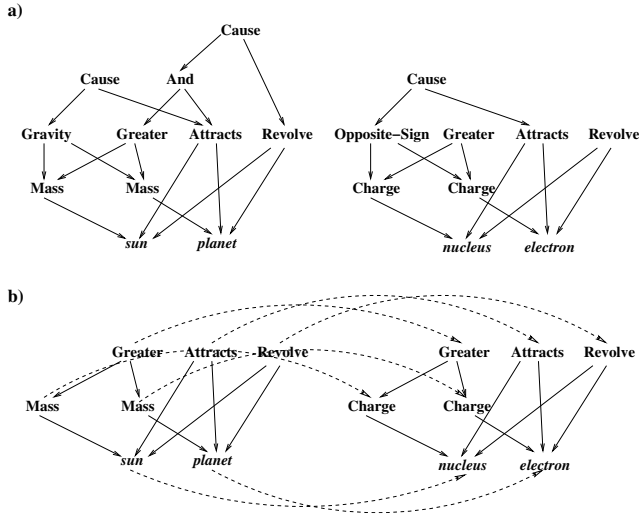 a)
Cause
Cause And Cause
Gravity Greater Attracts Revolve Opposite-Sign Greater Attracts Revolve
Mass Mass Charge Charge
sun planet nucleus electron
b)
Greater Attracts Revolve Greater Attracts Revolve
Mass Mass Charge Charge
sun planet nucleus electron